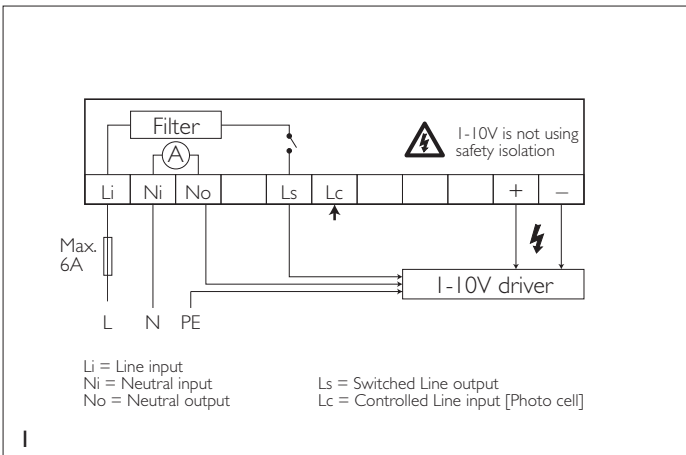 Filter
A
1-10V is not using
safety isolation
Li Ni No Ls Lc + –
Max.
6A
1-10V driver
L N PE
Li = Line input
Ni = Neutral input
No = Neutral output
Ls = Switched Line output
Lc = Controlled Line input [Photo cell]
1